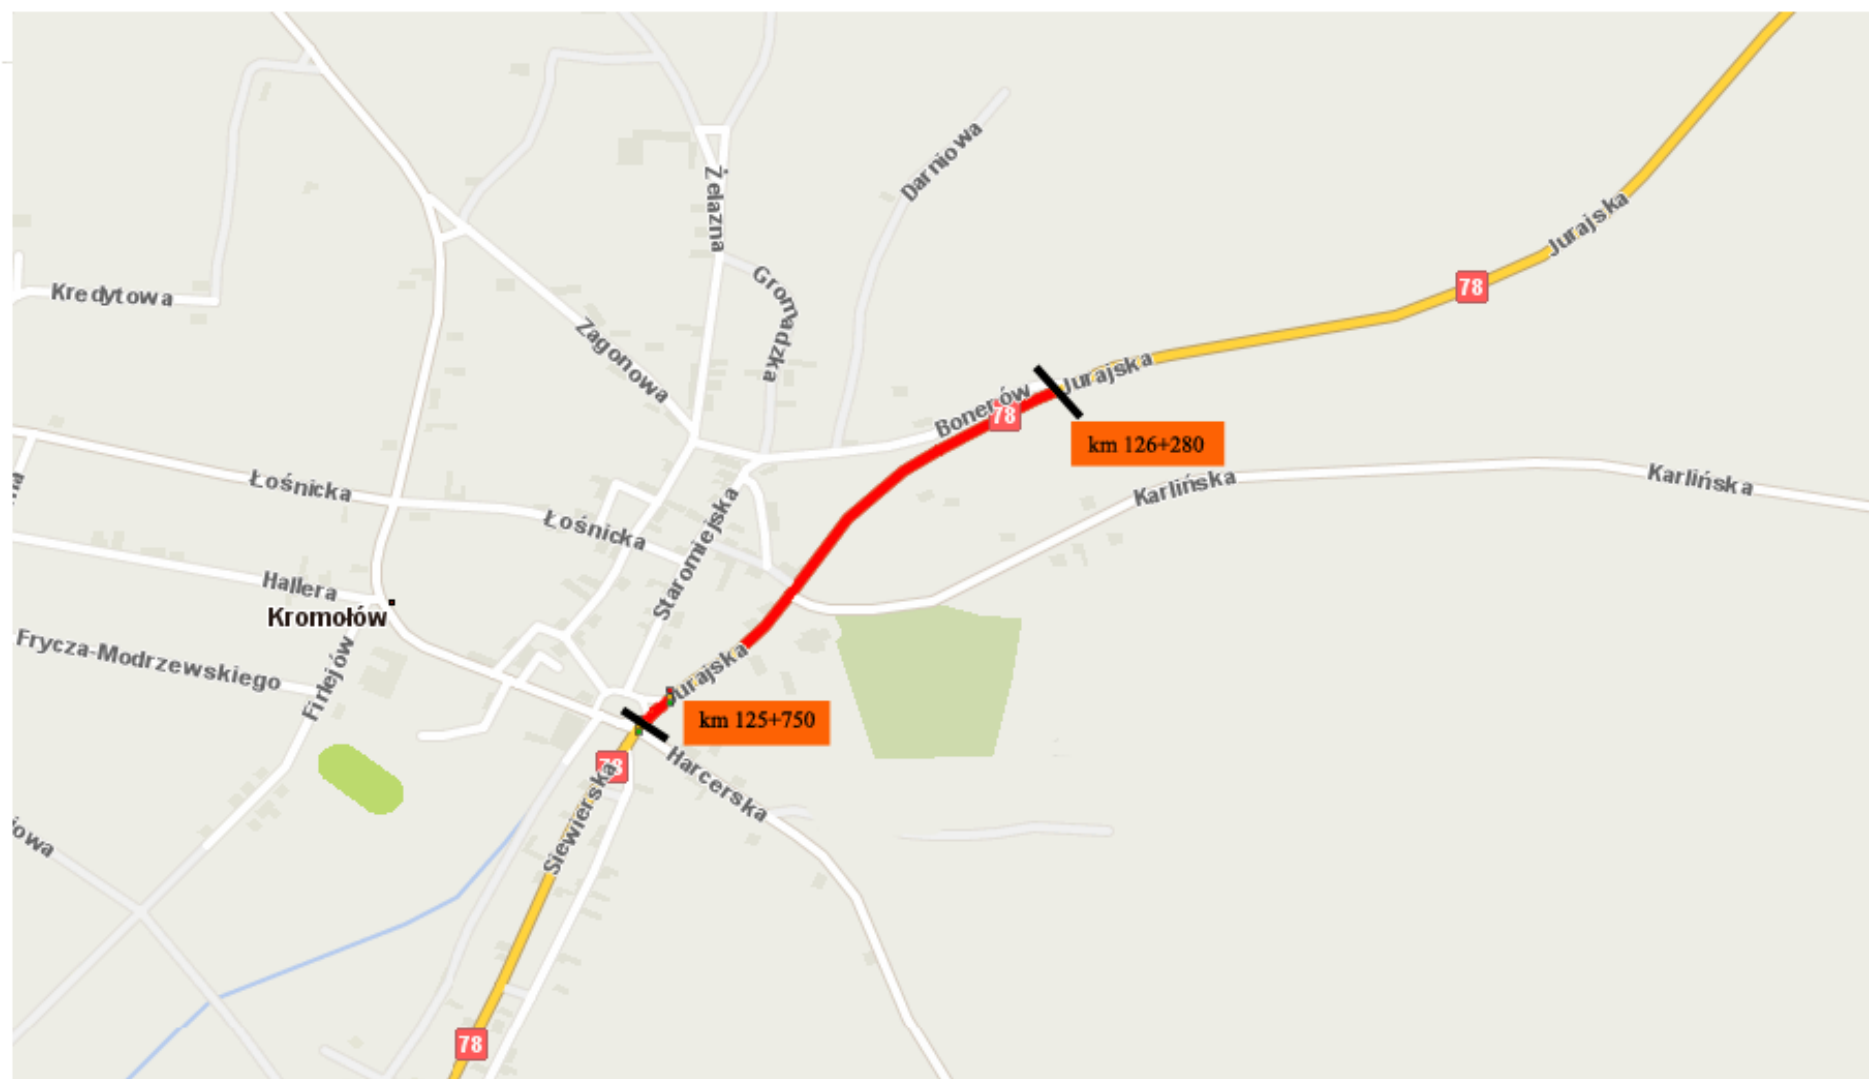 Darniowa
Żelazna
Jurajska
Gromadzka
78
Kredytowa
Zagonowa
Jurajska
Bonerów
78
km 126+280
Karlińska
Karlińska
Łośnicka
Łośnicka
Staromiejska
Hallera
Kromołów
Frycza-Modrzewskiego
Firlejów
Jurajska
km 125+750
78
Harcerska
Siewierska
78